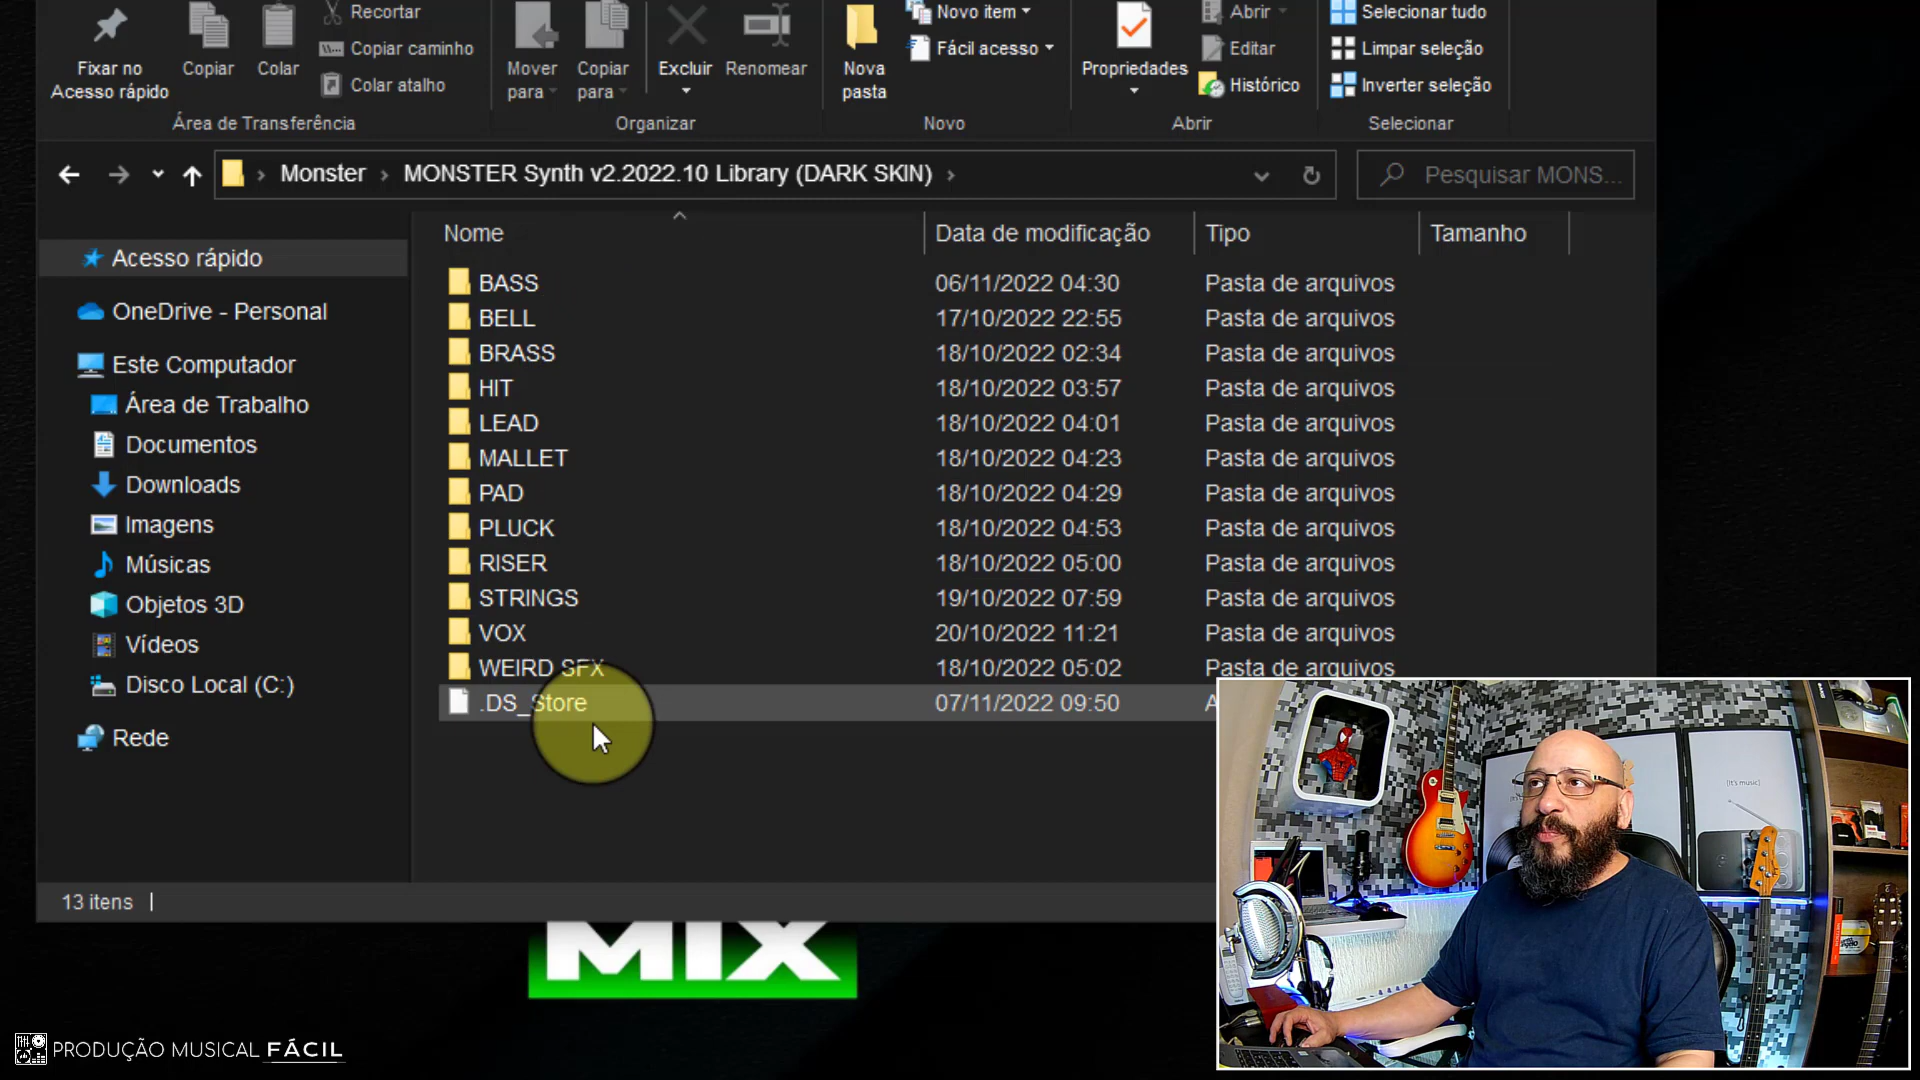 Recortar
Novo item
Abrir
Selecionar tudo
Copiar caminho
Fácil acesso
Editar
Limpar seleção
Fixar no
Acesso rápido
Copiar
Colar
Colar atalho
Mover
para
Copiar
para
Excluir
Renomear
Nova
pasta
Propriedades
Histórico
Inverter seleção
Área de Transferência
Organizar
Novo
Abrir
Selecionar
Monster › MONSTER Synth v2.2022.10 Library (DARK SKIN) ›
Pesquisar MONS...
Nome Data de modificação Tipo Tamanho
Acesso rápido
OneDrive - Personal
Este Computador
Área de Trabalho
Documentos
Downloads
Imagens
Músicas
Objetos 3D
Vídeos
Disco Local (C:)
Rede
BASS 06/11/2022 04:30 Pasta de arquivos
BELL 17/10/2022 22:55 Pasta de arquivos
BRASS 18/10/2022 02:34 Pasta de arquivos
HIT 18/10/2022 03:57 Pasta de arquivos
LEAD 18/10/2022 04:01 Pasta de arquivos
MALLET 18/10/2022 04:23 Pasta de arquivos
PAD 18/10/2022 04:29 Pasta de arquivos
PLUCK 18/10/2022 04:53 Pasta de arquivos
RISER 18/10/2022 05:00 Pasta de arquivos
STRINGS 19/10/2022 07:59 Pasta de arquivos
VOX 20/10/2022 11:21 Pasta de arquivos
WEIRD SFX 18/10/2022 05:02 Pasta de arquivos
.DS_Store 07/11/2022 09:50 A
13 itens
MIX
PRODUÇÃO MUSICAL FÁCIL
[It's music]